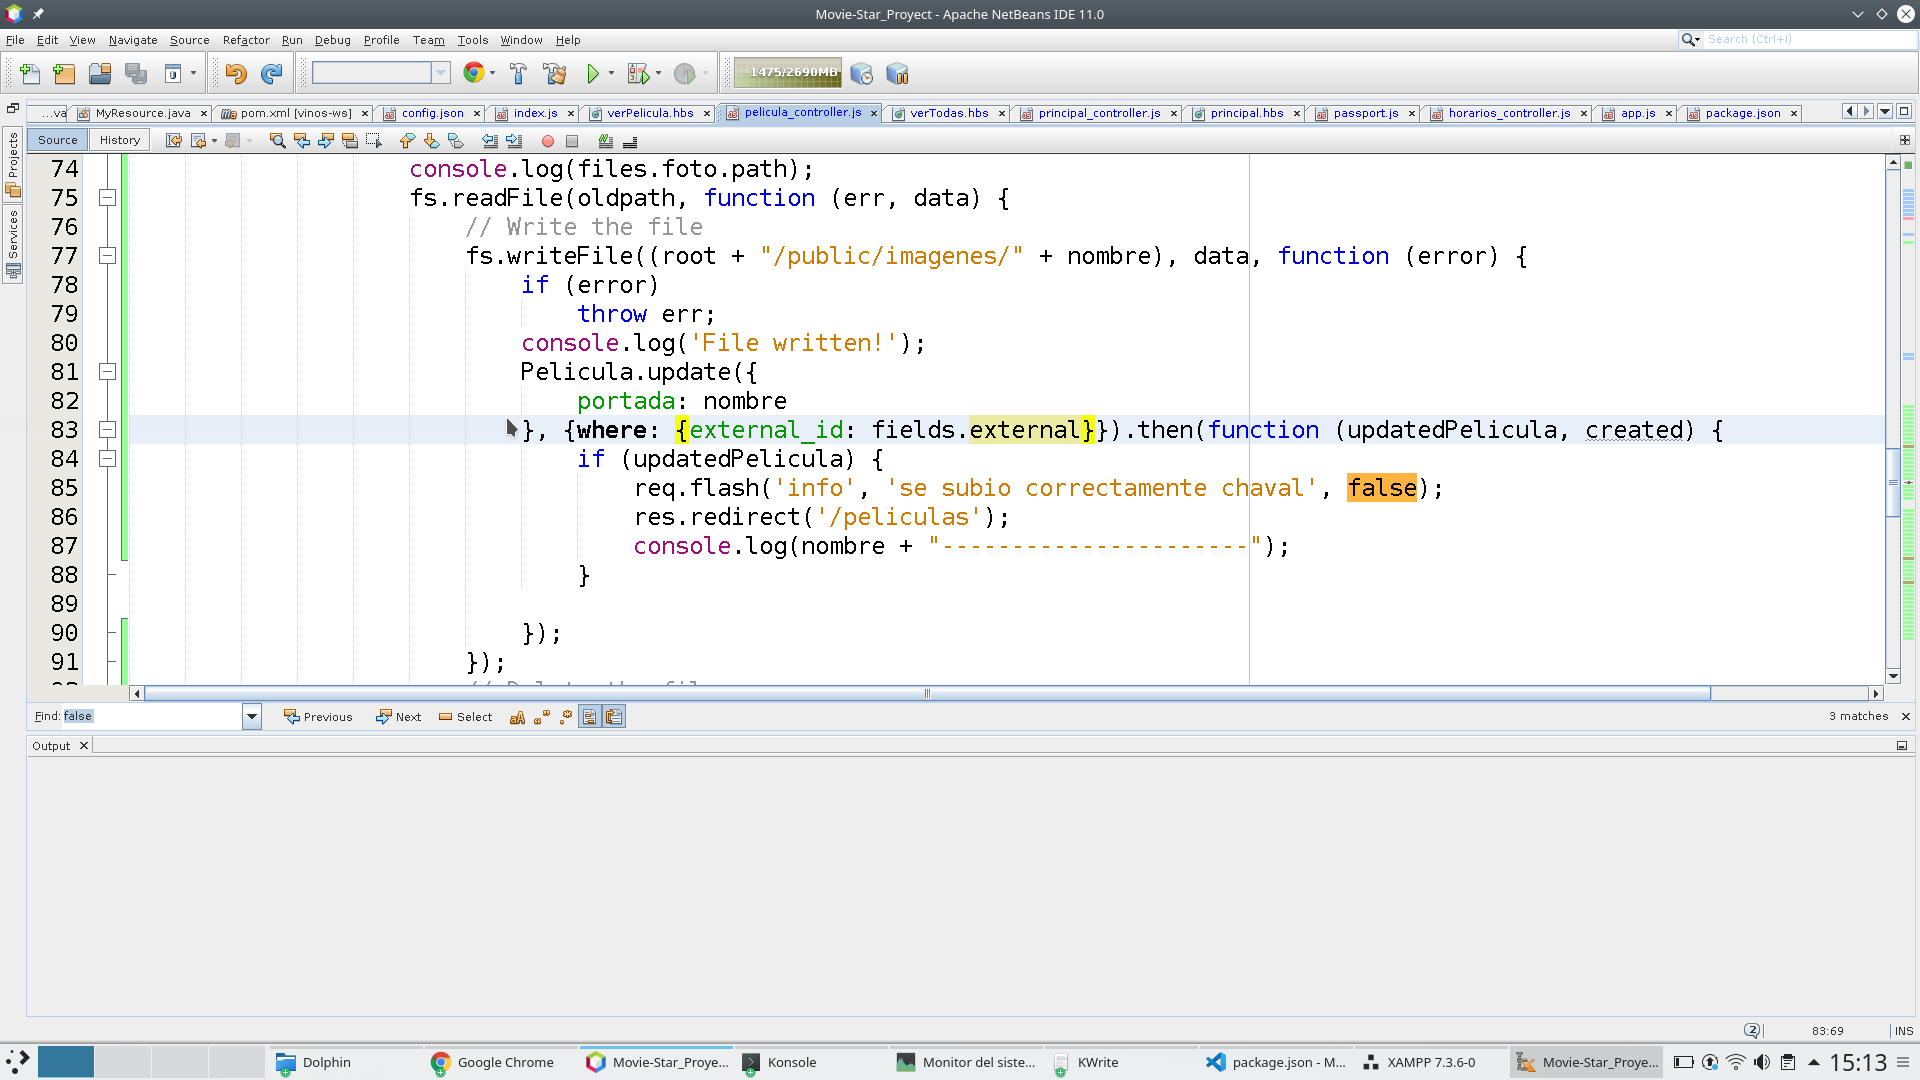 Movie-Star_Proyect - Apache NetBeans IDE 11.0
File Edit View Navigate Source Refactor Run Debug Profile Team Tools Window Help
Search (Ctrl+I)
1475/2690MB
...va MyResource.java pom.xml [vinos-ws] config.json index.js verPelicula.hbs pelicula_controller.js verTodas.hbs principal_controller.js principal.hbs passport.js horarios_controller.js app.js package.json
Source History
Projects
Services
74 console.log(files.foto.path);
75 fs.readFile(oldpath, function (err, data) {
76 // Write the file
77 fs.writeFile((root + "/public/imagenes/" + nombre), data, function (error) {
78 if (error)
79 throw err;
80 console.log('File written!');
81 Pelicula.update({
82 portada: nombre
83 }, {where: {external_id: fields.external}}).then(function (updatedPelicula, created) {
84 if (updatedPelicula) {
85 req.flash('info', 'se subio correctamente chaval', false);
86 res.redirect('/peliculas');
87 console.log(nombre + "----------------------");
88 }
89
90 });
91 });
Find: false Previous Next Select 3 matches
Output
2 83:69 INS
Dolphin Google Chrome Movie-Star_Proye... Konsole Monitor del siste... KWrite package.json - M... XAMPP 7.3.6-0 Movie-Star_Proye... 15:13